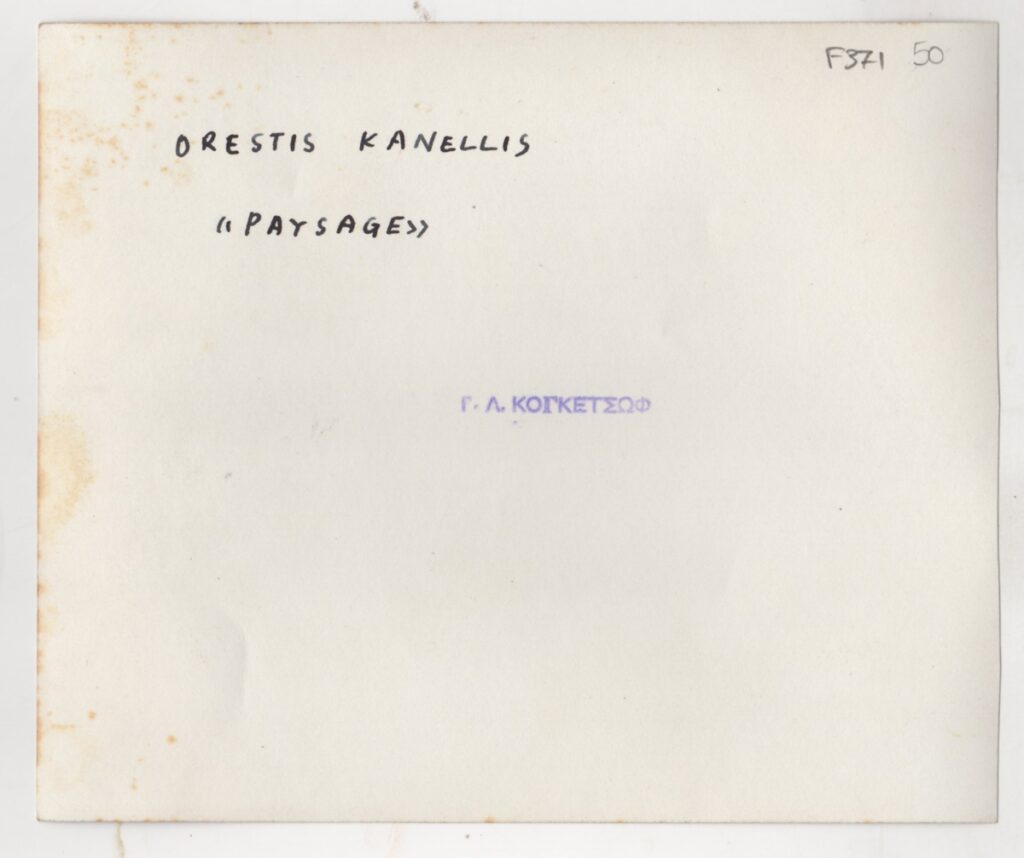 F371 50
ORESTIS KANELLIS
«PAYSAGE»
Γ. Λ. ΚΟΓΚΕΤΣΩΦ